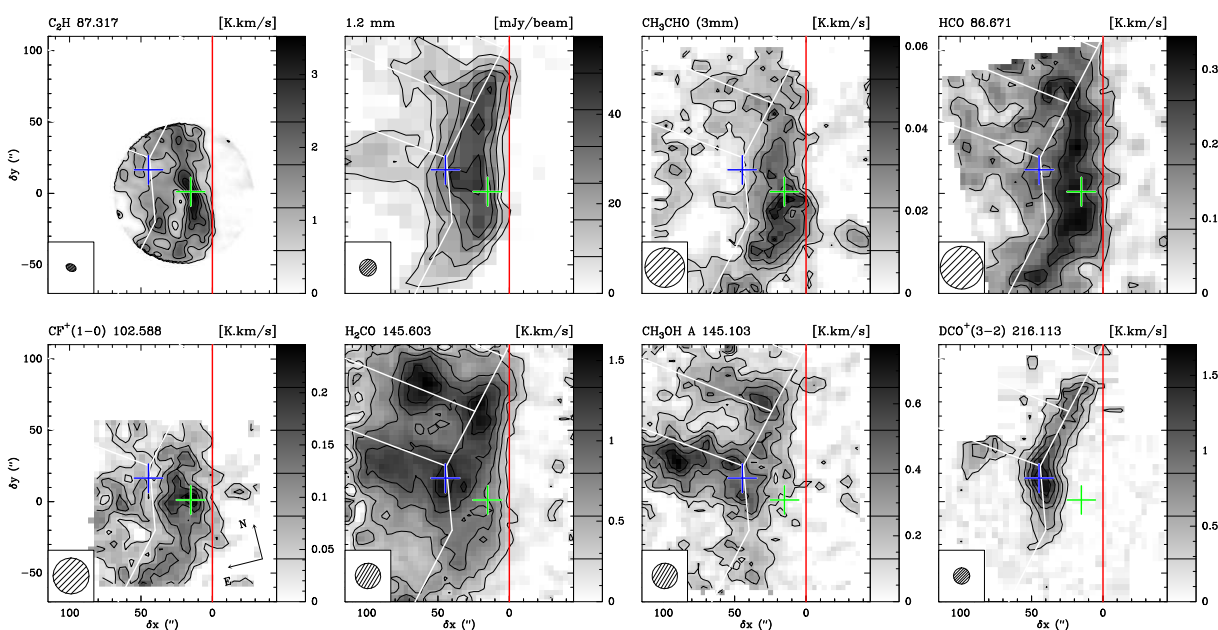 C₂H 87.317 [K.km/s]
1.2 mm [mJy/beam]
CH₃CHO (3mm) [K.km/s]
HCO 86.671 [K.km/s]
100
50
0
−50
δy (″)
3
2
1
0
40
20
0
0.06
0.04
0.02
0
0.3
0.2
0.1
0
CF⁺(1−0) 102.588 [K.km/s]
H₂CO 145.603 [K.km/s]
CH₃OH A 145.103 [K.km/s]
DCO⁺(3−2) 216.113 [K.km/s]
100
50
0
−50
δy (″)
N
E
0.2
0.15
0.1
0.05
0
1.5
1
0.5
0
0.6
0.4
0.2
0
1.5
1
0.5
0
100 50 0
δx (″)
100 50 0
δx (″)
100 50 0
δx (″)
100 50 0
δx (″)